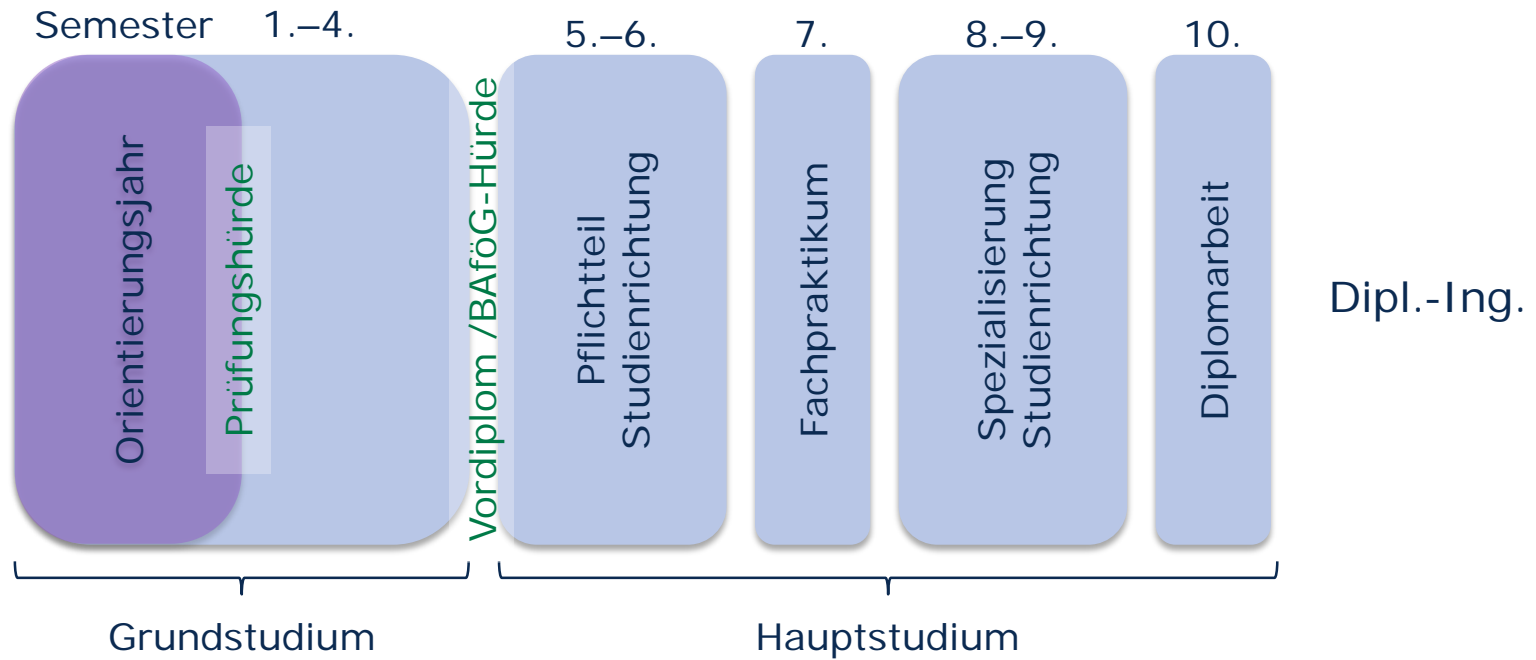 Semester 1.–4. 5.–6. 7. 8.–9. 10.
Orientierungsjahr
Prüfungshürde
Vordiplom /BAföG-Hürde
Pflichtteil
Studienrichtung
Fachpraktikum
Spezialisierung
Studienrichtung
Diplomarbeit
Dipl.-Ing.
Grundstudium
Hauptstudium